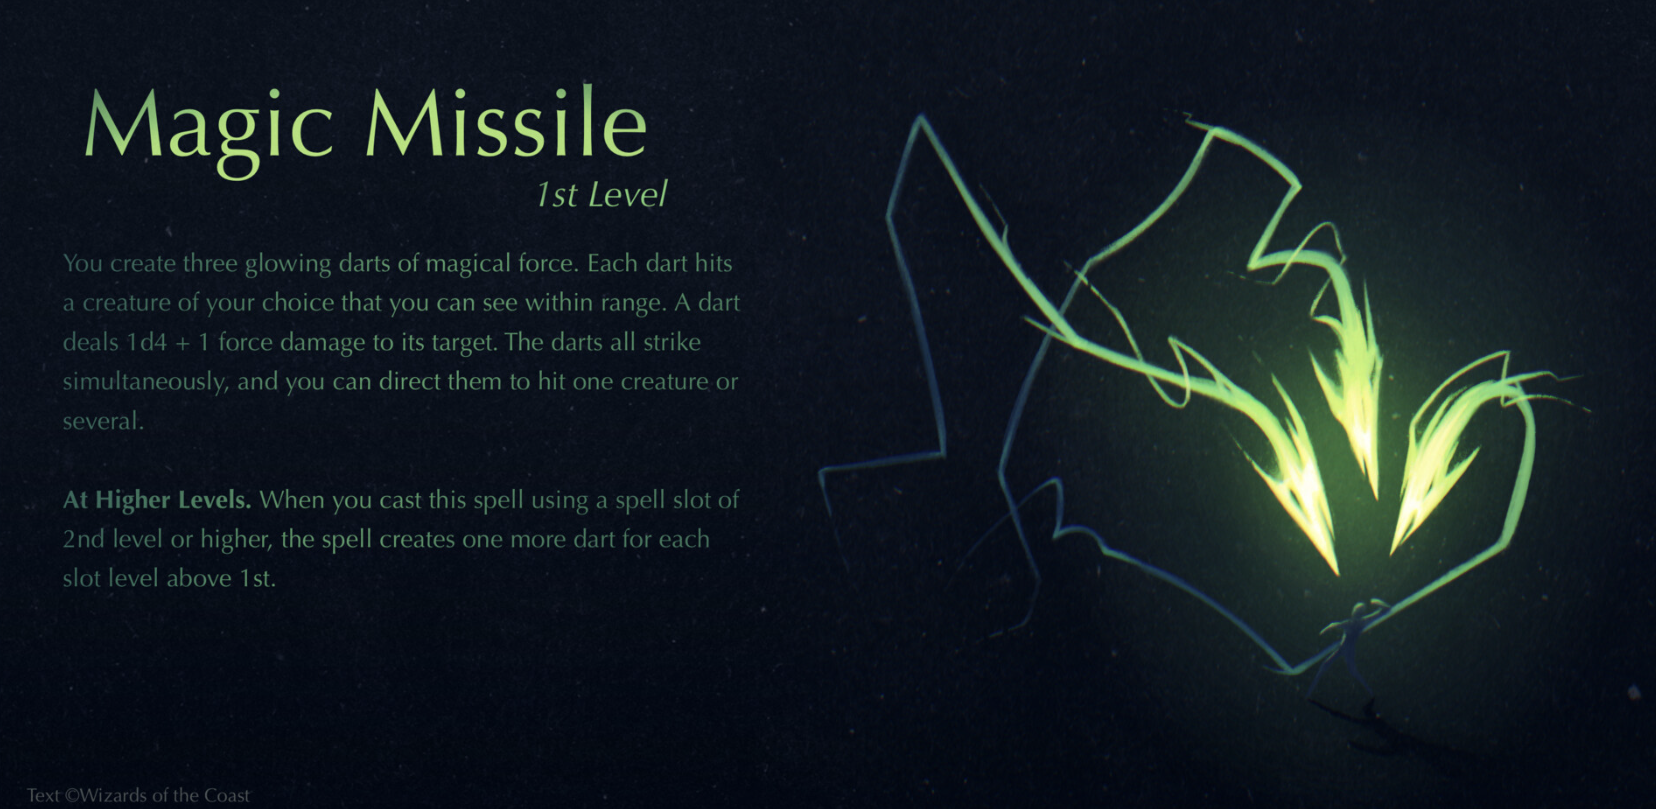 Magic Missile
1st Level
You create three glowing darts of magical force. Each dart hits
a creature of your choice that you can see within range. A dart
deals 1d4 + 1 force damage to its target. The darts all strike
simultaneously, and you can direct them to hit one creature or
several.
At Higher Levels. When you cast this spell using a spell slot of
2nd level or higher, the spell creates one more dart for each
slot level above 1st.
Text ©Wizards of the Coast